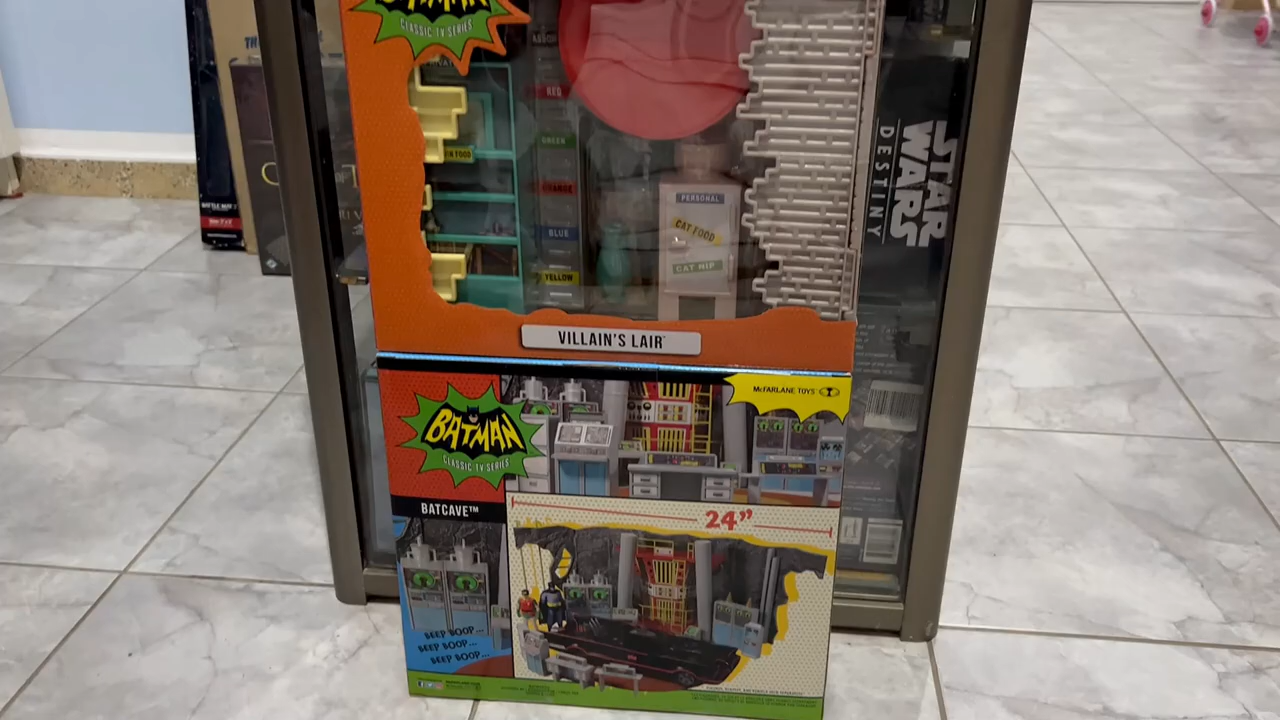 BATMAN
CLASSIC TV SERIES
RED
GREEN
ORANGE
BLUE
YELLOW
PERSONAL
CAT FOOD
CAT NIP
VILLAIN'S LAIR
STAR
WARS
DESTINY
BATMAN
CLASSIC TV SERIES
McFARLANE TOYS
BATCAVE™
24”
BEEP BOOP...
BEEP BOOP...
BEEP BOOP...